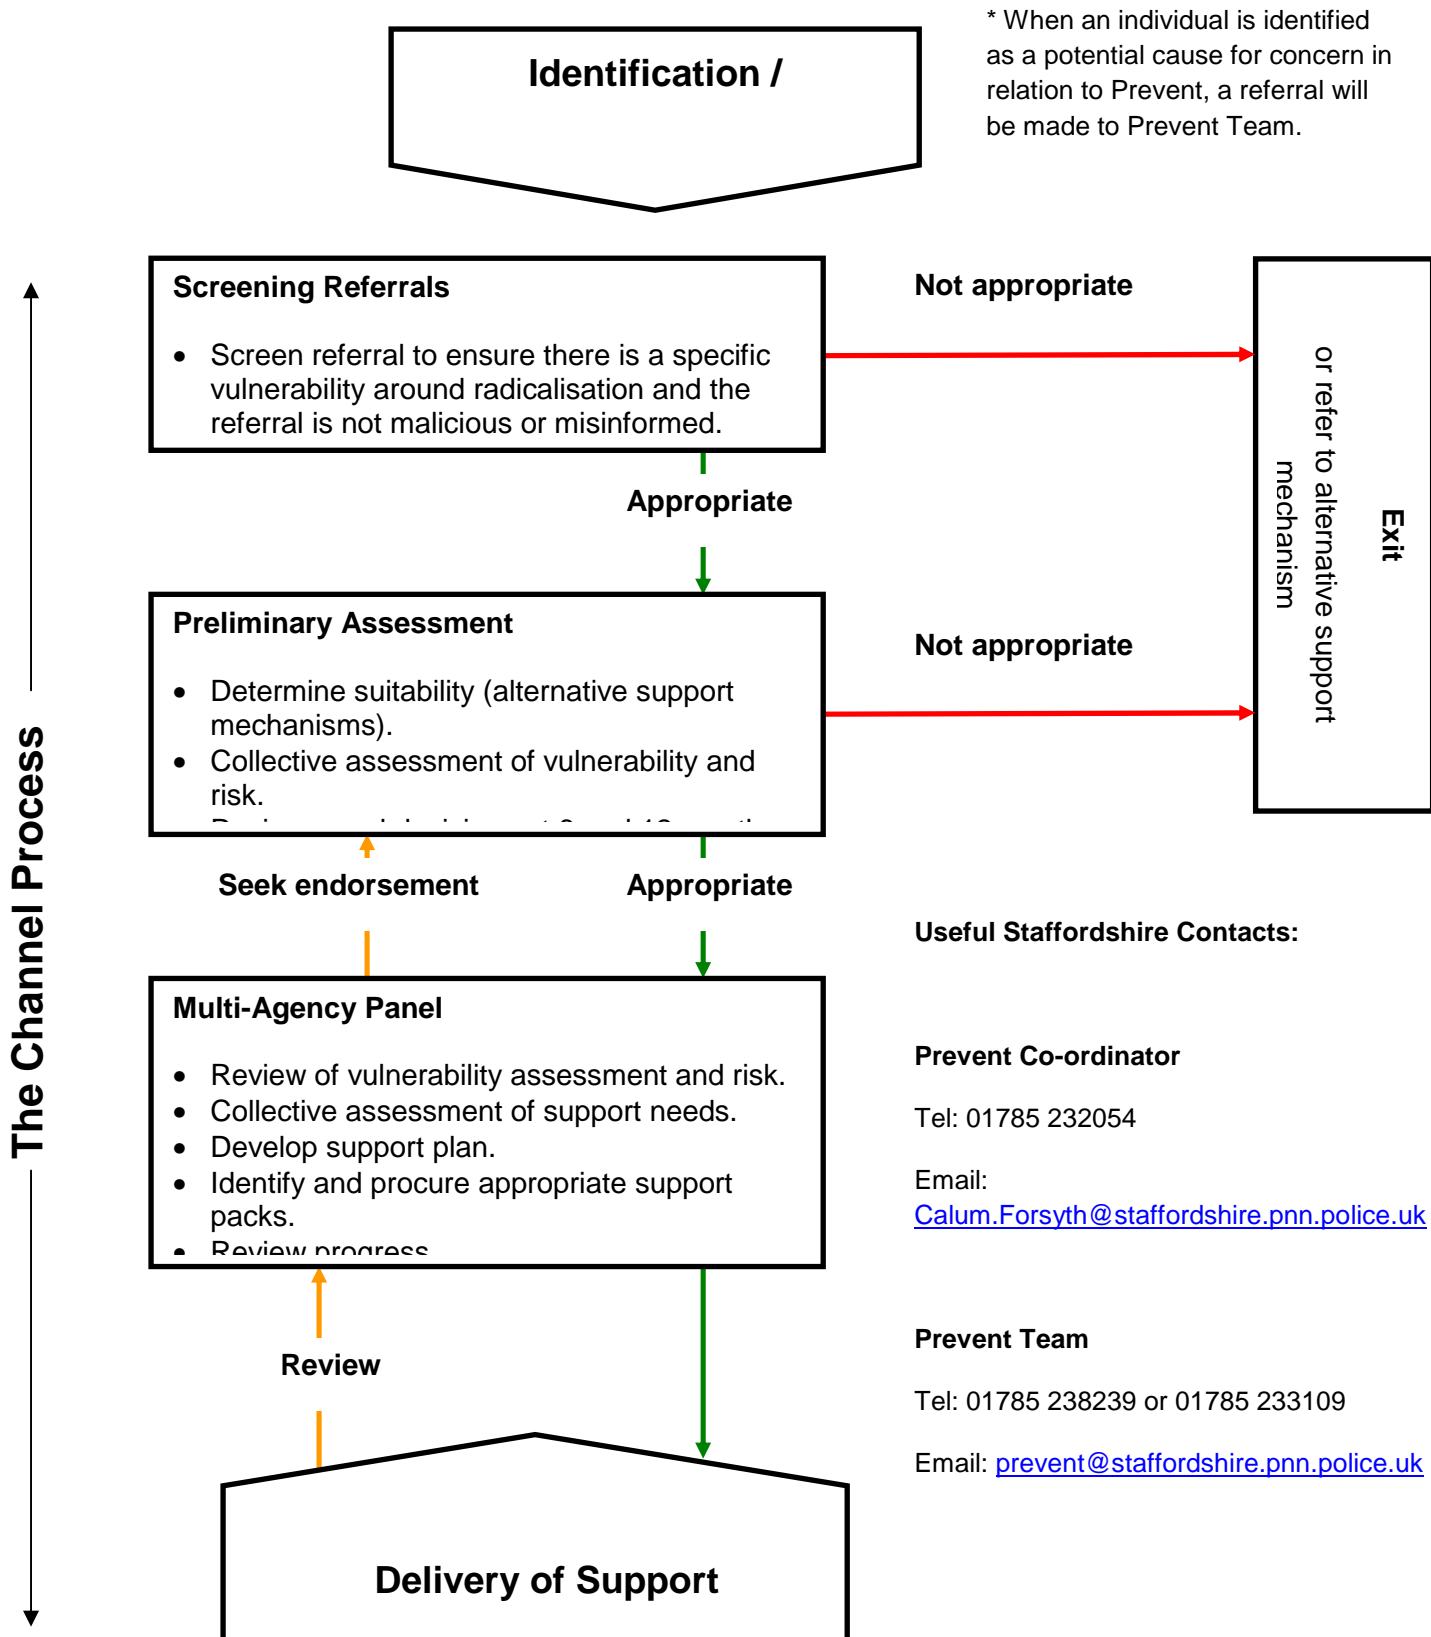 Identification /
* When an individual is identified
as a potential cause for concern in
relation to Prevent, a referral will
be made to Prevent Team.
The Channel Process
Screening Referrals
• Screen referral to ensure there is a specific
vulnerability around radicalisation and the
referral is not malicious or misinformed.
Not appropriate
Exit
or refer to alternative support
mechanism
Appropriate
Preliminary Assessment
• Determine suitability (alternative support
mechanisms).
• Collective assessment of vulnerability and
risk.
Not appropriate
Seek endorsement
Appropriate
Multi-Agency Panel
• Review of vulnerability assessment and risk.
• Collective assessment of support needs.
• Develop support plan.
• Identify and procure appropriate support
packs.
• Review progress
Review
Delivery of Support
Useful Staffordshire Contacts:
Prevent Co-ordinator
Tel: 01785 232054
Email:
Calum.Forsyth@staffordshire.pnn.police.uk
Prevent Team
Tel: 01785 238239 or 01785 233109
Email: prevent@staffordshire.pnn.police.uk